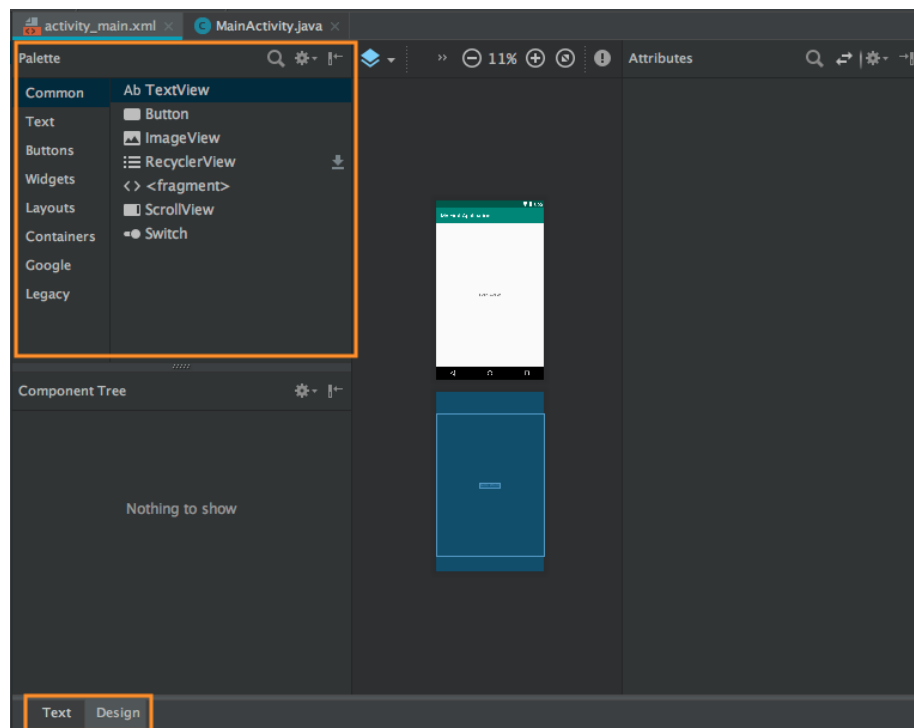 activity_main.xml MainActivity.java
Palette 11% Attributes
Common
Text
Buttons
Widgets
Layouts
Containers
Google
Legacy
Ab TextView
Button
ImageView
RecyclerView
<fragment>
ScrollView
Switch
Component Tree
Nothing to show
Text Design